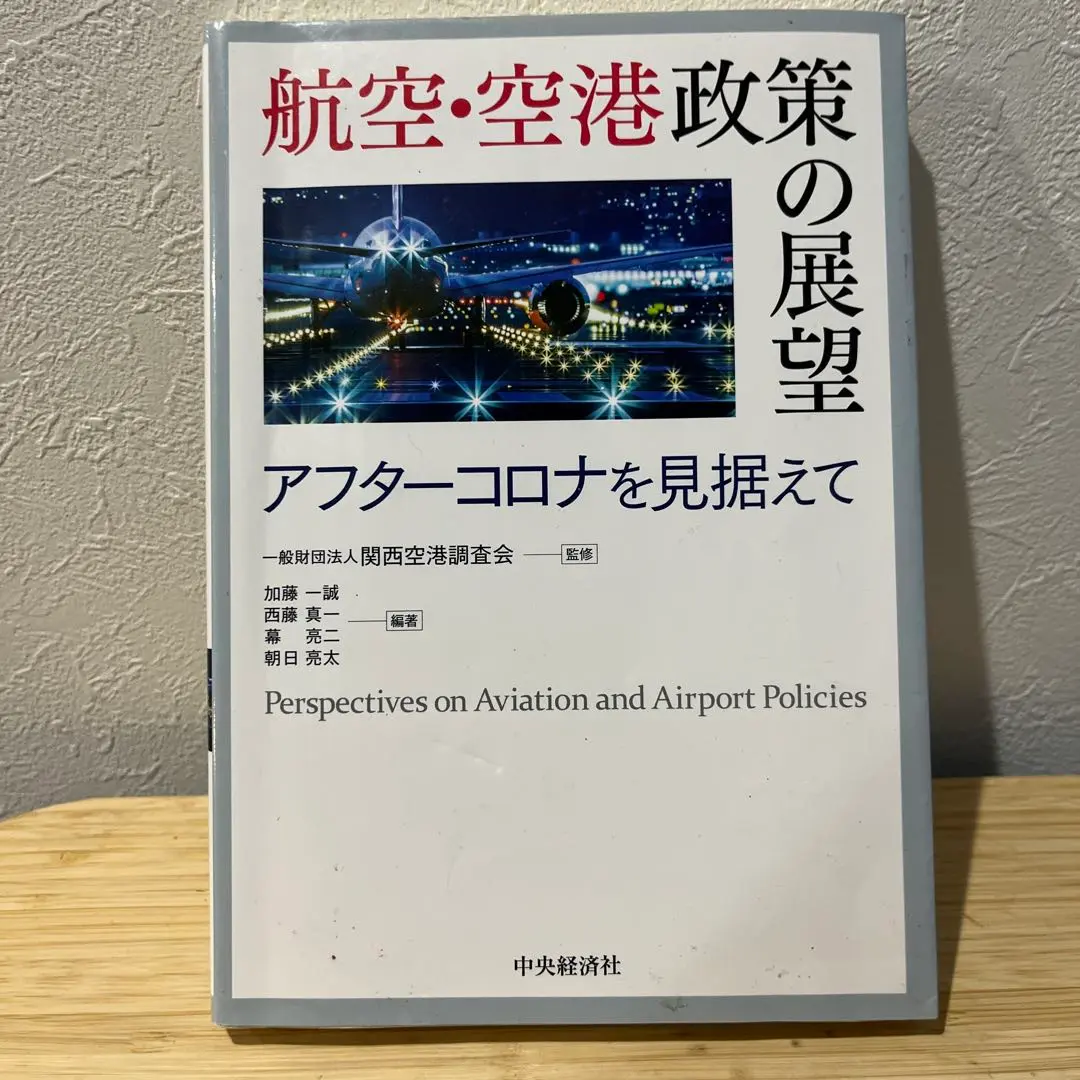 航空・空港政策の展望
アフターコロナを見据えて
一般財団法人 関西空港調査会 監修
加藤 一誠
西藤 真一
幕 亮二
朝日 亮太
編著
Perspectives on Aviation and Airport Policies
中央経済社